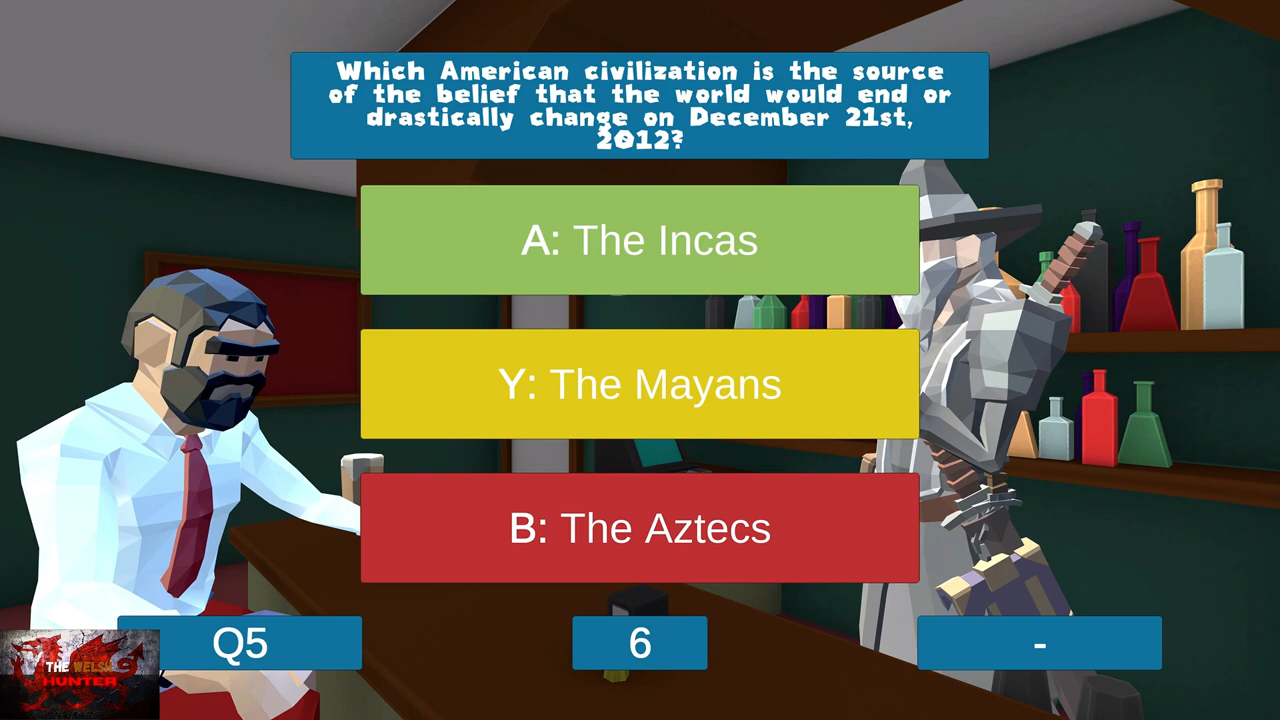 Which American civilization is the source
of the belief that the world would end or
drastically change on December 21st,
2012?
A: The Incas
Y: The Mayans
B: The Aztecs
Q5
6
-
THE WELSH
HUNTER